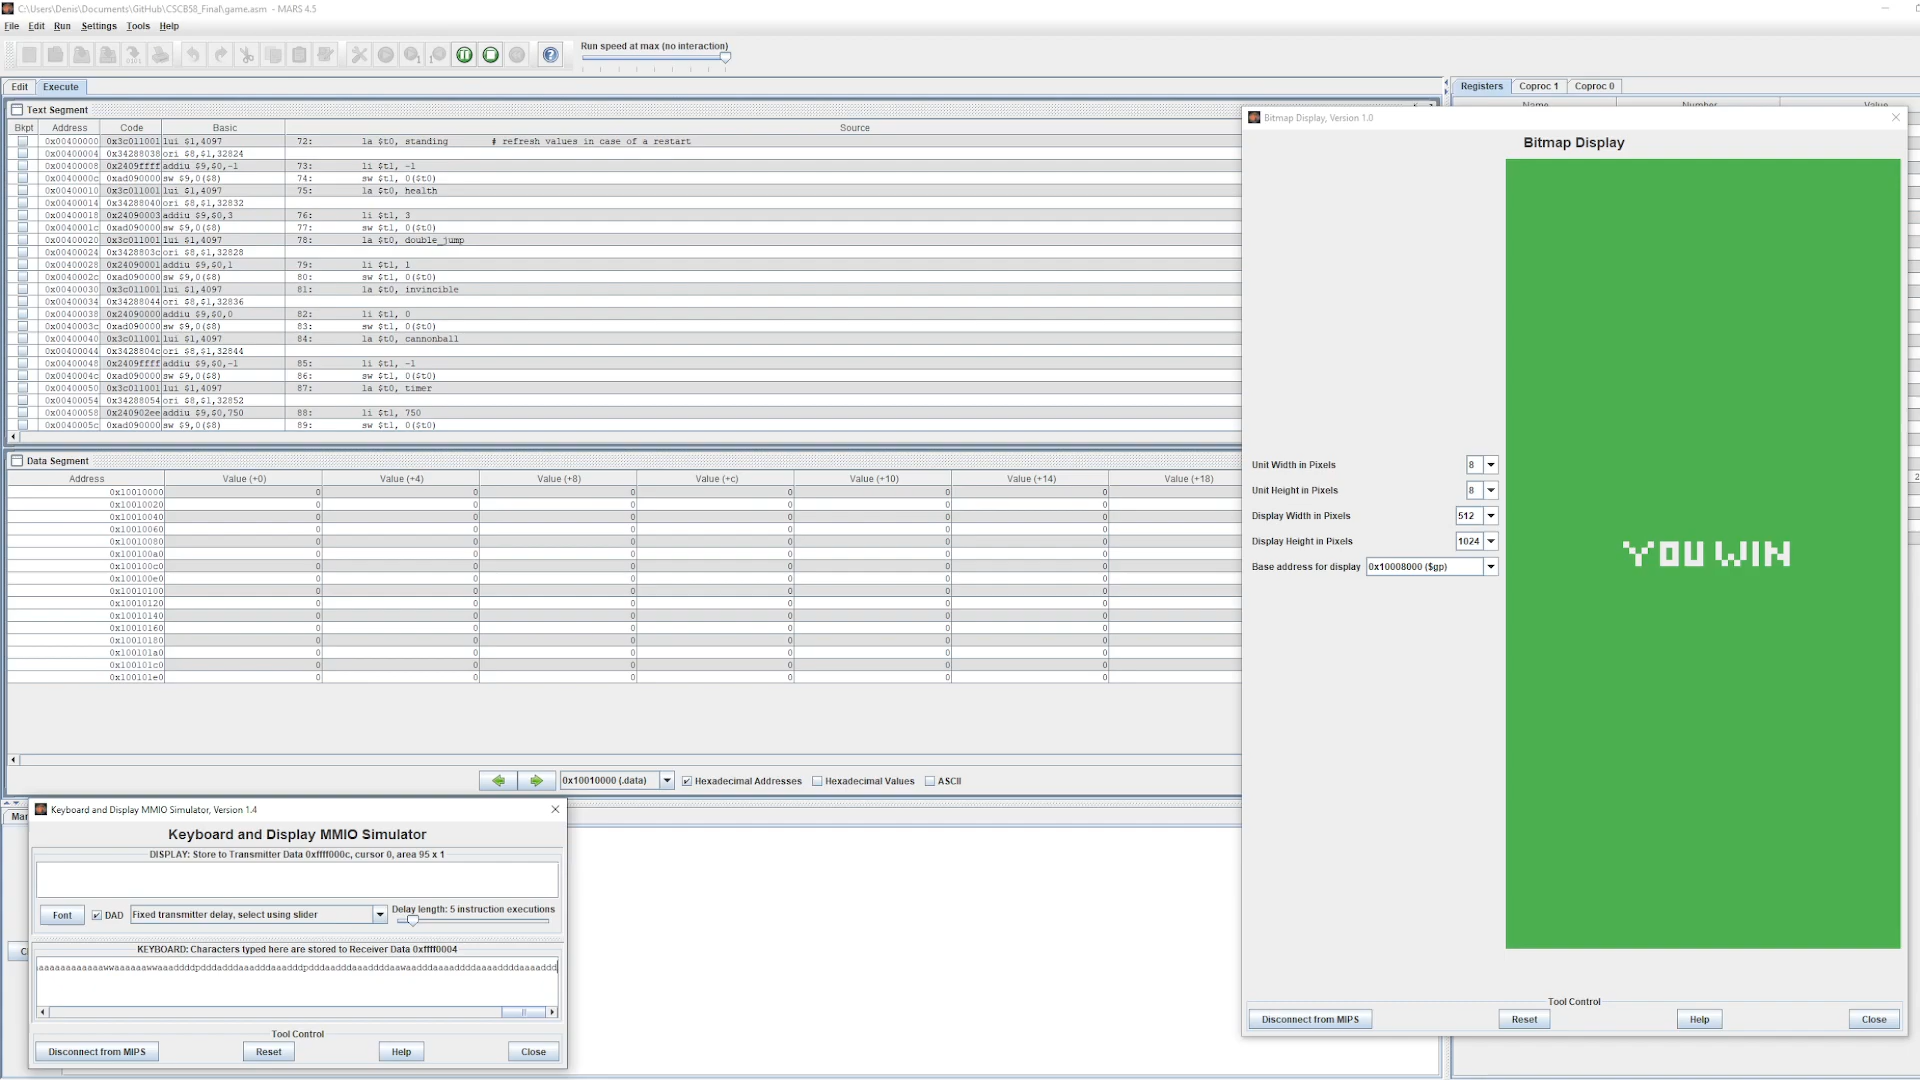 C:\Users\Denis\Documents\GitHub\CSCB58_Final\game.asm - MARS 4.5
File Edit Run Settings Tools Help
Run speed at max (no interaction)
Edit Execute
Text Segment
Bkpt Address Code Basic Source
0x00400000 0x3c011001 lui $1,4097 72: la $t0, standing # refresh values in case of a restart
0x00400004 0x34288038 ori $8,$1,32824
0x00400008 0x2409ffff addiu $9,$0,-1 73: li $t1, -1
0x0040000c 0xad090000 sw $9,0($8) 74: sw $t1, 0($t0)
0x00400010 0x3c011001 lui $1,4097 75: la $t0, health
0x00400014 0x34288040 ori $8,$1,32832
0x00400018 0x24090003 addiu $9,$0,3 76: li $t1, 3
0x0040001c 0xad090000 sw $9,0($8) 77: sw $t1, 0($t0)
0x00400020 0x3c011001 lui $1,4097 78: la $t0, double_jump
0x00400024 0x3428803c ori $8,$1,32828
0x00400028 0x24090001 addiu $9,$0,1 79: li $t1, 1
0x0040002c 0xad090000 sw $9,0($8) 80: sw $t1, 0($t0)
0x00400030 0x3c011001 lui $1,4097 81: la $t0, invincible
0x00400034 0x34288044 ori $8,$1,32836
0x00400038 0x24090000 addiu $9,$0,0 82: li $t1, 0
0x0040003c 0xad090000 sw $9,0($8) 83: sw $t1, 0($t0)
0x00400040 0x3c011001 lui $1,4097 84: la $t0, cannonball
0x00400044 0x3428804c ori $8,$1,32844
0x00400048 0x2409ffff addiu $9,$0,-1 85: li $t1, -1
0x0040004c 0xad090000 sw $9,0($8) 86: sw $t1, 0($t0)
0x00400050 0x3c011001 lui $1,4097 87: la $t0, timer
0x00400054 0x34288054 ori $8,$1,32852
0x00400058 0x240902ee addiu $9,$0,750 88: li $t1, 750
0x0040005c 0xad090000 sw $9,0($8) 89: sw $t1, 0($t0)
Data Segment
Address Value (+0) Value (+4) Value (+8) Value (+c) Value (+10) Value (+14) Value (+18)
0x10010000 0 0 0 0 0 0
0x10010020 0 0 0 0 0 0
0x10010040 0 0 0 0 0 0
0x10010060 0 0 0 0 0 0
0x10010080 0 0 0 0 0 0
0x100100a0 0 0 0 0 0 0
0x100100c0 0 0 0 0 0 0
0x100100e0 0 0 0 0 0 0
0x10010100 0 0 0 0 0 0
0x10010120 0 0 0 0 0 0
0x10010140 0 0 0 0 0 0
0x10010160 0 0 0 0 0 0
0x10010180 0 0 0 0 0 0
0x100101a0 0 0 0 0 0 0
0x100101c0 0 0 0 0 0 0
0x100101e0 0 0 0 0 0 0
0x10010000 (.data) Hexadecimal Addresses Hexadecimal Values ASCII
Keyboard and Display MMIO Simulator, Version 1.4
Keyboard and Display MMIO Simulator
DISPLAY: Store to Transmitter Data 0xffff000c, cursor 0, area 95 x 1
Font DAD Fixed transmitter delay, select using slider Delay length: 5 instruction executions
KEYBOARD: Characters typed here are stored to Receiver Data 0xffff0004
Tool Control
Disconnect from MIPS Reset Help Close
Registers Coproc 1 Coproc 0
Bitmap Display, Version 1.0
Bitmap Display
Unit Width in Pixels 8
Unit Height in Pixels 8
Display Width in Pixels 512
Display Height in Pixels 1024
Base address for display 0x10008000 ($gp)
YOU WIN
Tool Control
Disconnect from MIPS Reset Help Close